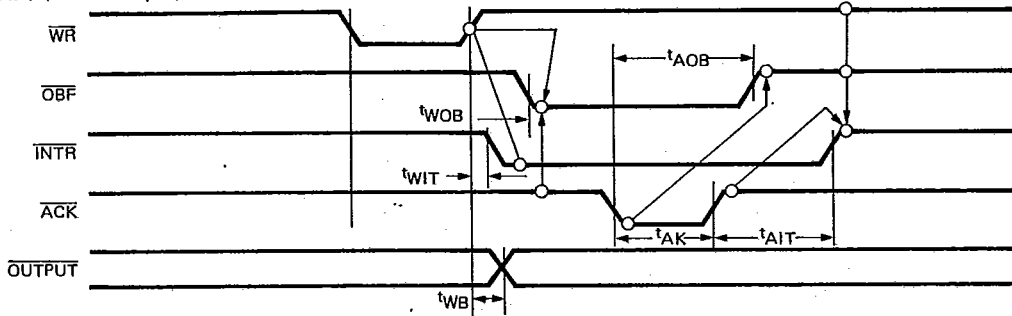 WR
tAOB
OBF
tWOB
INTR
tWIT
ACK
tAK
tAIT
OUTPUT
tWB